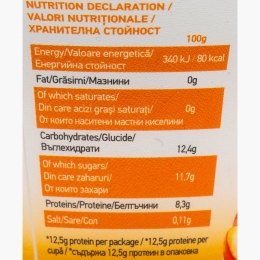 NUTRITION DECLARATION /
VALORI NUTRIȚIONALE /
ХРАНИТЕЛНА СТОЙНОСТ
100g
Energy/Valoare energetică/
Енергийна стойност 340 kJ / 80 kcal
Fat/Grăsimi/Мазнини 0g
Of which saturates/
Din care acizi grași saturați/ 0g
От които наситени мастни киселини
Carbohydrates/Glucide/
Въглехидрати 12,4g
Of which sugars/
Din care zaharuri/ 11,7g
От които захари
Proteins/Proteine/Белтъчини 8,3g
Salt/Sare/Сол 0,11g
*12,5g protein per package / *12,5g proteine per
cupă / *съдържа 12,5g протеин в опаковка